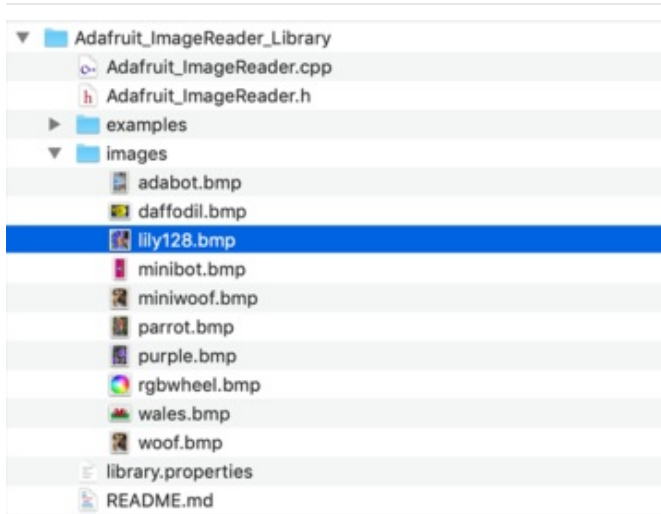 Adafruit_ImageReader_Library
Adafruit_ImageReader.cpp
Adafruit_ImageReader.h
examples
images
adabot.bmp
daffodil.bmp
lily128.bmp
minibot.bmp
miniwoof.bmp
parrot.bmp
purple.bmp
rgbwheel.bmp
wales.bmp
woof.bmp
library.properties
README.md